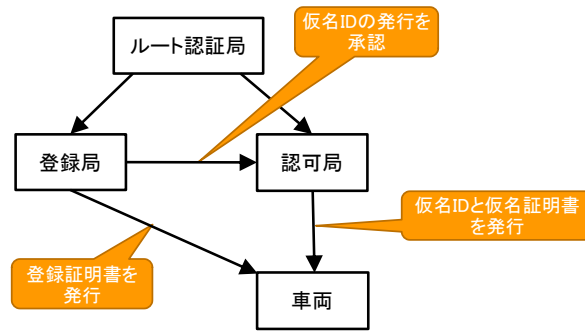 仮名IDの発行を
承認
ルート認証局
登録局
認可局
仮名IDと仮名証明書
を発行
登録証明書を
発行
車両